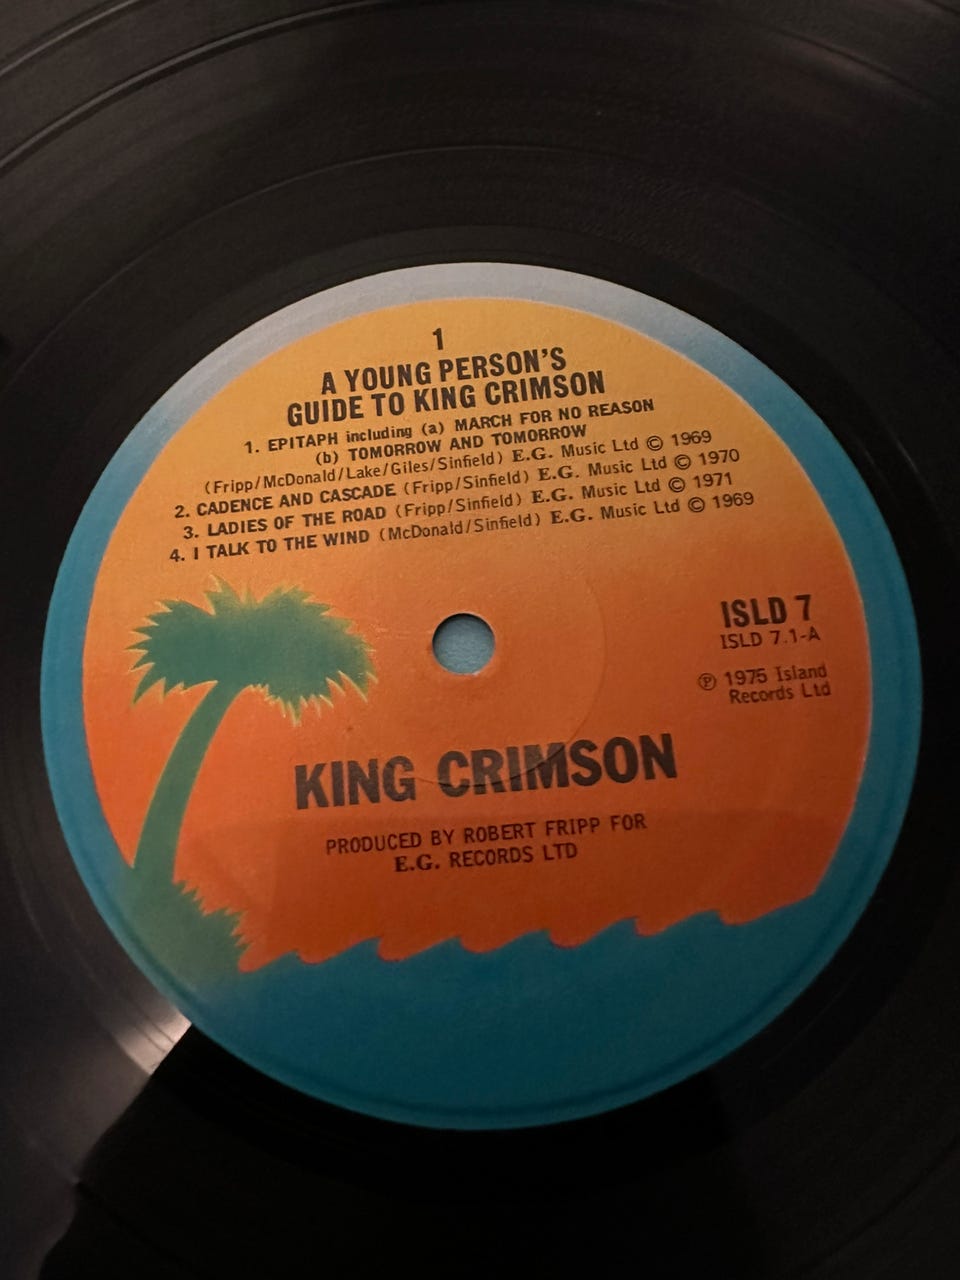 1
A YOUNG PERSON'S
GUIDE TO KING CRIMSON
1. EPITAPH including (a) MARCH FOR NO REASON
(b) TOMORROW AND TOMORROW
(Fripp/McDonald/Lake/Giles/Sinfield) E.G. Music Ltd © 1969
2. CADENCE AND CASCADE (Fripp/Sinfield) E.G. Music Ltd © 1970
3. LADIES OF THE ROAD (Fripp/Sinfield) E.G. Music Ltd © 1971
4. I TALK TO THE WIND (McDonald/Sinfield) E.G. Music Ltd © 1969
ISLD 7
ISLD 7.1-A
℗ 1975 Island
Records Ltd
KING CRIMSON
PRODUCED BY ROBERT FRIPP FOR
E.G. RECORDS LTD